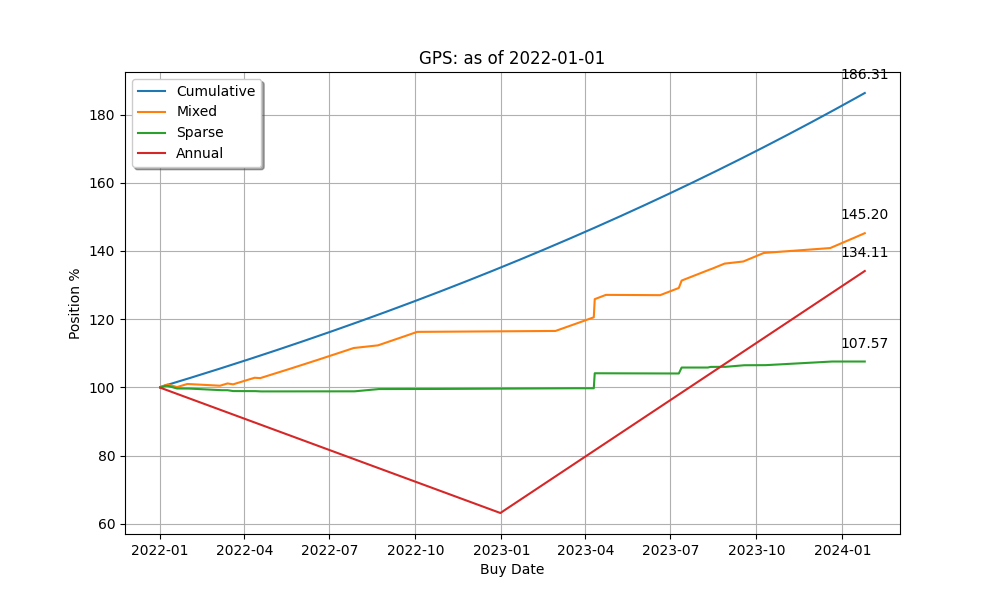 GPS: as of 2022-01-01
186.31
Cumulative
Mixed
Sparse
Annual
180
160
145.20
140
134.11
120
107.57
100
80
60
Position %
2022-01 2022-04 2022-07 2022-10 2023-01 2023-04 2023-07 2023-10 2024-01
Buy Date